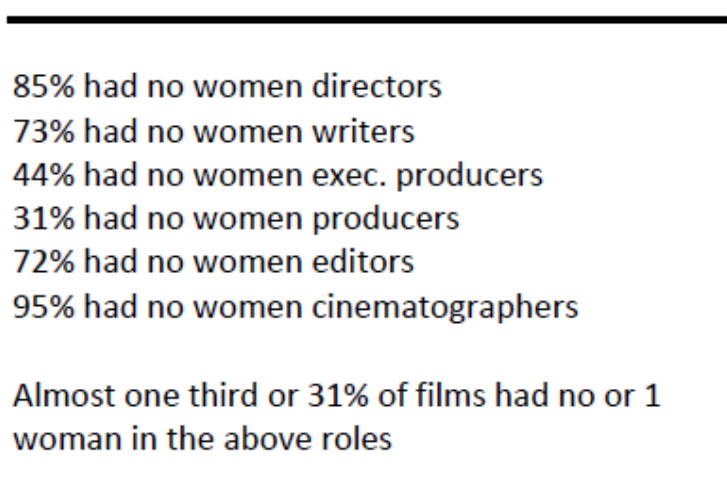 85% had no women directors
73% had no women writers
44% had no women exec. producers
31% had no women producers
72% had no women editors
95% had no women cinematographers
Almost one third or 31% of films had no or 1
woman in the above roles